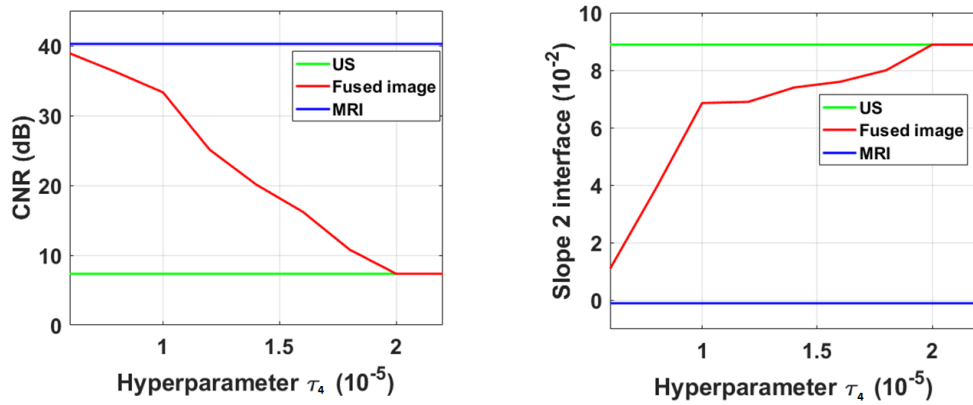 40
30
20
10
0
CNR (dB)
US
Fused image
MRI
1
1.5
2
Hyperparameter τ₄ (10⁻⁵)
10
8
6
4
2
0
Slope 2 interface (10⁻²)
US
Fused image
MRI
1
1.5
2
Hyperparameter τ₄ (10⁻⁵)